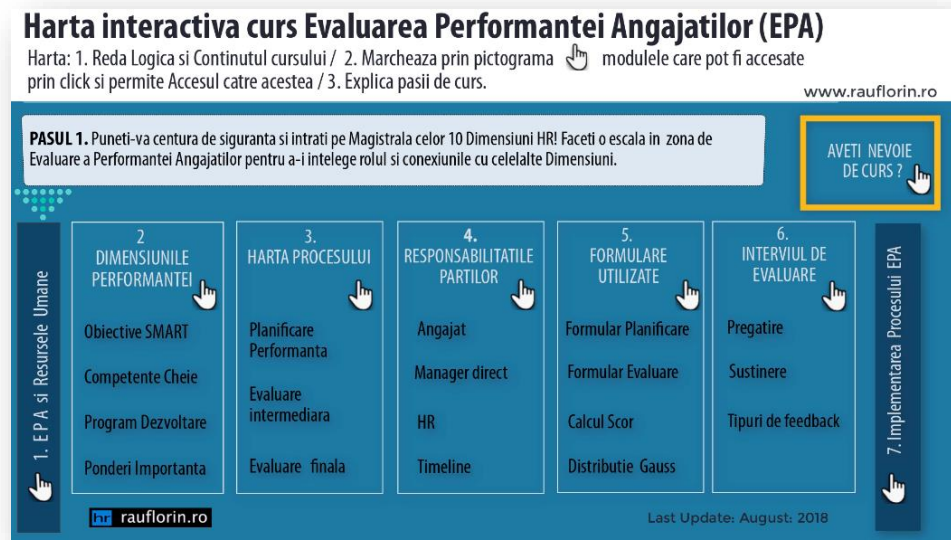 Harta interactiva curs Evaluarea Performantei Angajatilor (EPA)
Harta: 1. Reda Logica si Continutul cursului / 2. Marcheaza prin pictograma modulele care pot fi accesate
prin click si permite Accesul catre acestea / 3. Explica pasii de curs.
www.rauflorin.ro
PASUL 1. Puneti-va centura de siguranta si intrati pe Magistrala celor 10 Dimensiuni HR! Faceti o escala in zona de
Evaluare a Performantei Angajatilor pentru a-i intelege rolul si conexiunile cu celelalte Dimensiuni.
AVETI NEVOIE
DE CURS ?
1. EPA si Resursele Umane
2
DIMENSIUNILE
PERFORMANTEI
Obiective SMART
Competente Cheie
Program Dezvoltare
Ponderi Importanta
3.
HARTA PROCESULUI
Planificare
Performanta
Evaluare
intermediara
Evaluare finala
4.
RESPONSABILITATILE
PARTILOR
Angajat
Manager direct
HR
Timeline
5.
FORMULARE
UTILIZATE
Formular Planificare
Formular Evaluare
Calcul Scor
Distributie Gauss
6.
INTERVIUL DE
EVALUARE
Pregatire
Sustinere
Tipuri de feedback
7. Implementarea Procesului EPA
hr rauflorin.ro
Last Update: August: 2018